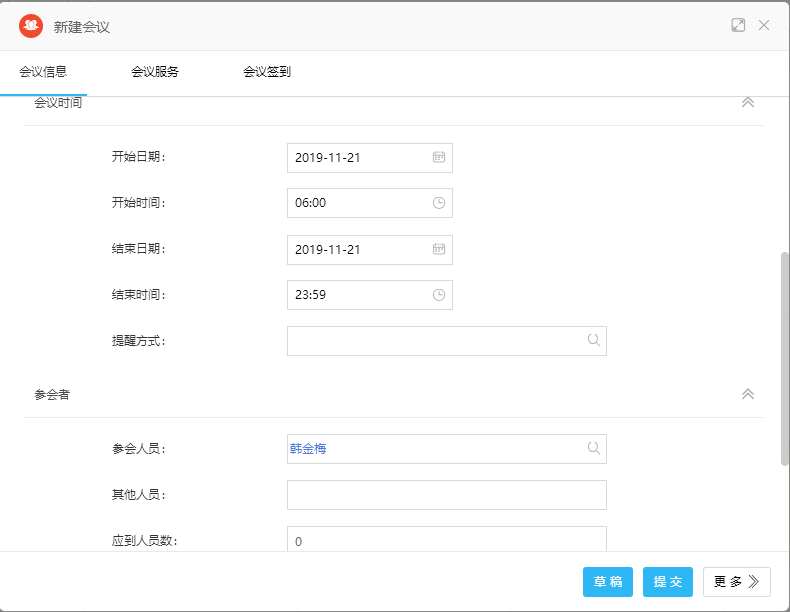 新建会议
会议信息 会议服务 会议签到
会议时间
开始日期: 2019-11-21
开始时间: 06:00
结束日期: 2019-11-21
结束时间: 23:59
提醒方式:
参会者
参会人员: 韩金梅
其他人员:
应到人员数: 0
草稿 提交 更多